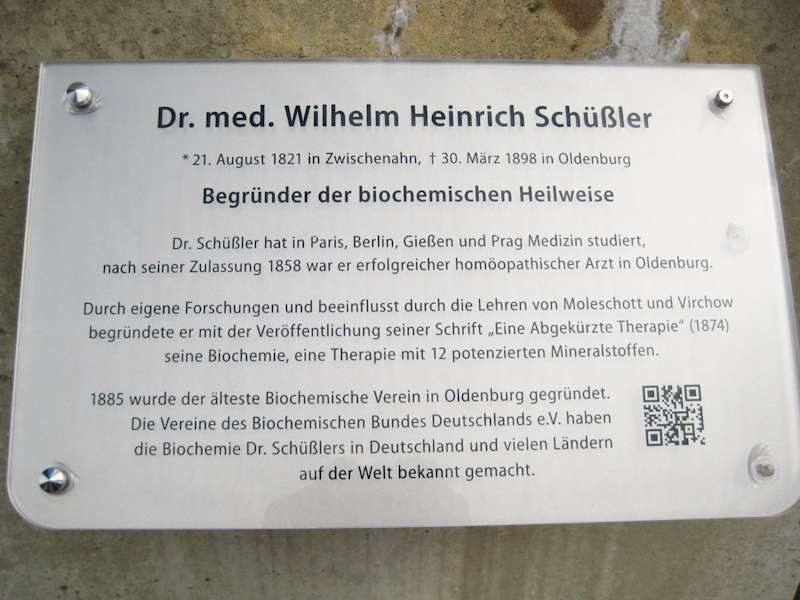 Dr. med. Wilhelm Heinrich Schüßler
* 21. August 1821 in Zwischenahn, † 30. März 1898 in Oldenburg
Begründer der biochemischen Heilweise
Dr. Schüßler hat in Paris, Berlin, Gießen und Prag Medizin studiert,
nach seiner Zulassung 1858 war er erfolgreicher homöopathischer Arzt in Oldenburg.
Durch eigene Forschungen und beeinflusst durch die Lehren von Moleschott und Virchow
begründete er mit der Veröffentlichung seiner Schrift „Eine Abgekürzte Therapie“ (1874)
seine Biochemie, eine Therapie mit 12 potenzierten Mineralstoffen.
1885 wurde der älteste Biochemische Verein in Oldenburg gegründet.
Die Vereine des Biochemischen Bundes Deutschlands e.V. haben
die Biochemie Dr. Schüßlers in Deutschland und vielen Ländern
auf der Welt bekannt gemacht.